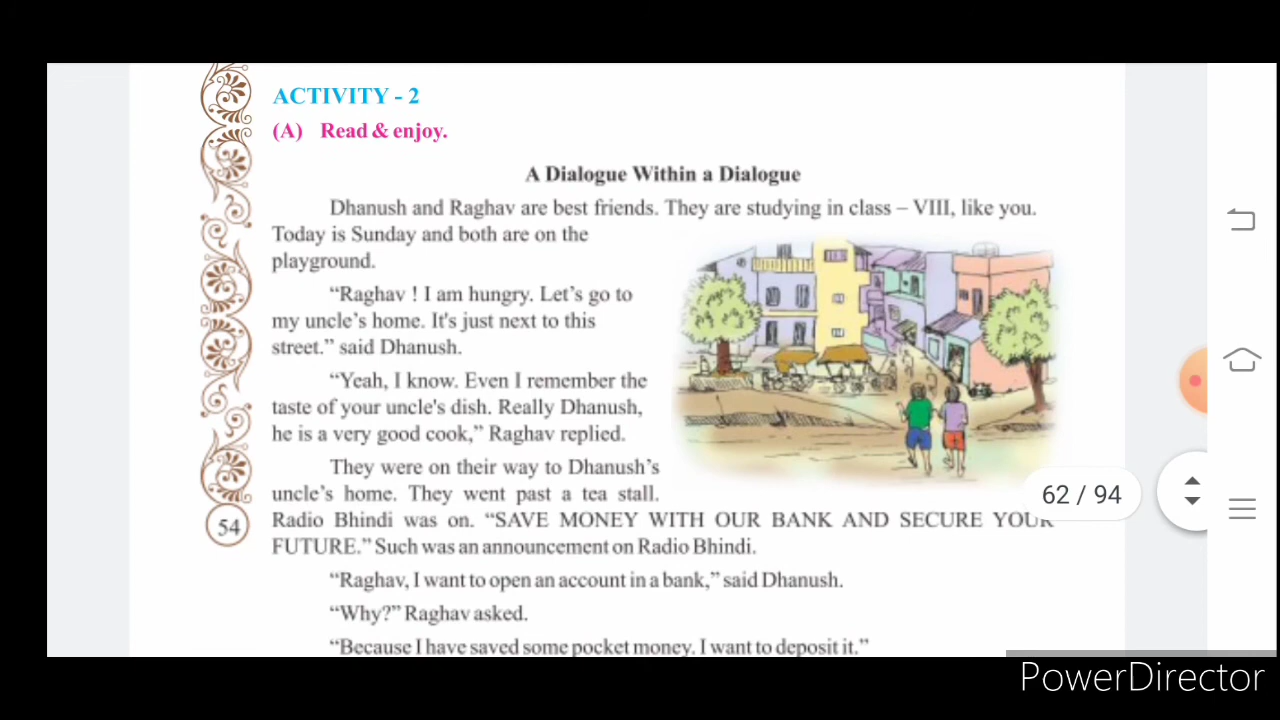 ACTIVITY - 2
(A) Read & enjoy.
A Dialogue Within a Dialogue
Dhanush and Raghav are best friends. They are studying in class – VIII, like you.
Today is Sunday and both are on the
playground.
“Raghav ! I am hungry. Let’s go to
my uncle’s home. It's just next to this
street.” said Dhanush.
“Yeah, I know. Even I remember the
taste of your uncle's dish. Really Dhanush,
he is a very good cook,” Raghav replied.
They were on their way to Dhanush’s
uncle’s home. They went past a tea stall.
Radio Bhindi was on. “SAVE MONEY WITH OUR BANK AND SECURE YOUR
FUTURE.” Such was an announcement on Radio Bhindi.
“Raghav, I want to open an account in a bank,” said Dhanush.
“Why?” Raghav asked.
“Because I have saved some pocket money. I want to deposit it.”
54
62 / 94
PowerDirector